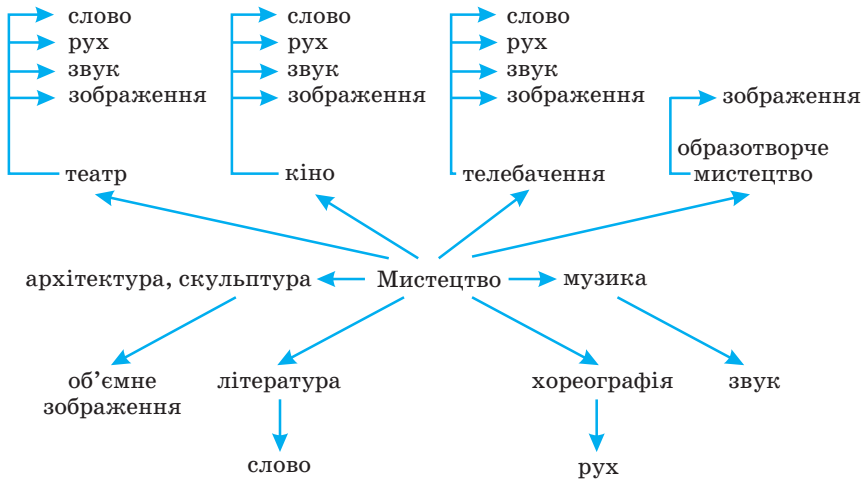 слово
рух
звук
зображення
театр
слово
рух
звук
зображення
кіно
слово
рух
звук
зображення
телебачення
зображення
образотворче
мистецтво
архітектура, скульптура
Мистецтво
музика
об’ємне
зображення
література
хореографія
звук
слово
рух